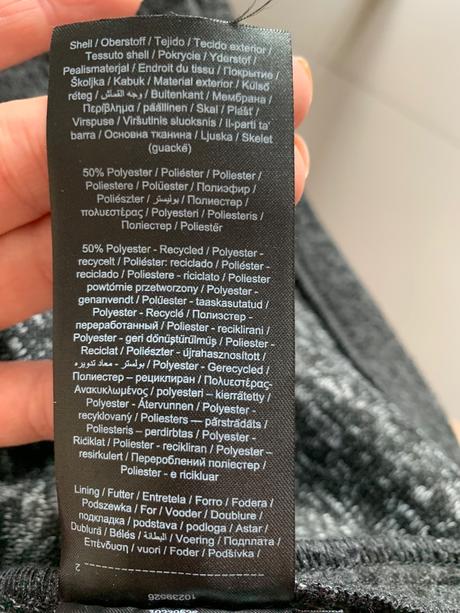 Shell / Oberstoff / Tejido / Tecido exterior /
Tessuto shell / Pokrycie / Yderstof /
Pealismaterjal / Endroit du tissu / Покрытие /
Školjka / Kabuk / Material exterior / Külső
réteg / وجه القماش / Buitenkant / Мембрана /
Περίβλημα / päällinen / Skal / Plášť /
Virspuse / Viršutinis sluoksnis / Il-parti ta'
barra / Основна тканина / Ljuska / Skelet
(guackë)
50% Polyester / Poliéster / Poliester /
Poliestere / Polüester / Полиэфир /
Poliészter / بوليستر / Полиестер /
πολυεστέρας / Polyesteri / Poliesteris /
Поліестер / Poliestër
50% Polyester - Recycled / Polyester -
recycelt / Poliéster: reciclado / Poliéster -
reciclado / Poliestere - riciclato / Poliester -
powtórnie przetworzony / Polyester -
genanvendt / Polüester - taaskasutatud /
Polyester - Recyclé / Полиэстер -
переработанный / Poliester - reciklirani /
Polyester - geri dönüştürülmüş / Poliester -
Reciclat / Poliészter - újrahasznosított /
بولستر - معاد تدويره / Polyester - Gerecycled /
Полиестер – рециклиран / Πολυεστέρας-
Ανακυκλωμένος / polyesteri – kierrätetty /
Polyester - Återvunnen / Polyester –
recyklovaný / Poliesters — pārstrādāts /
Poliesteris – perdirbtas / Poliester -
Riċiklat / Poliester – recikliran / Polyester –
resirkulert / Перероблений поліестер /
Poliester - e ricikluar
Lining / Futter / Entretela / Forro / Fodera /
Podszewka / For / Vooder / Doublure /
подкладка / podstava / podloga / Astar /
Dublură / Bélés / البطانة / Voering / Подплата /
Επένδυση / vuori / Foder / Podšívka /
2
102399526